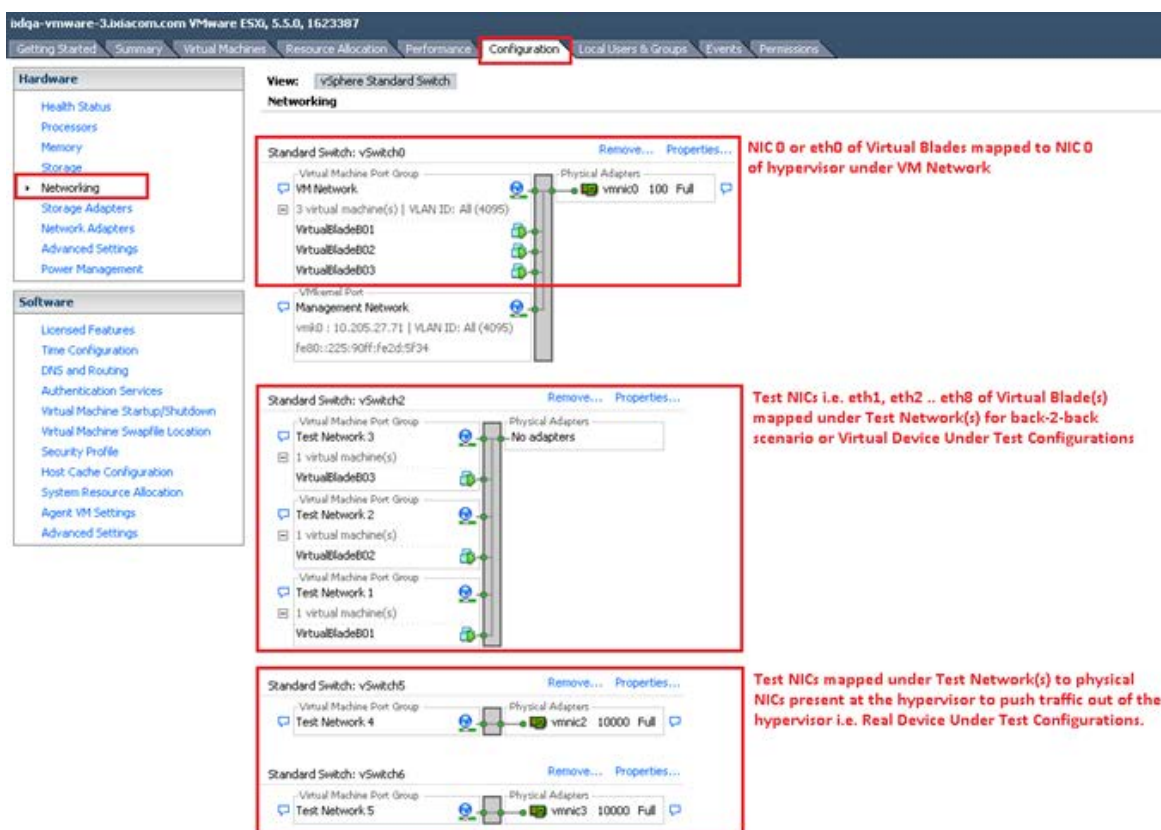 ixdqa-vmware-3.ixiacom.com VMware ESXi, 5.5.0, 1623387
Getting Started Summary Virtual Machines Resource Allocation Performance Configuration Local Users & Groups Events Permissions
Hardware
Health Status
Processors
Memory
Storage
Networking
Storage Adapters
Network Adapters
Advanced Settings
Power Management
Software
Licensed Features
Time Configuration
DNS and Routing
Authentication Services
Virtual Machine Startup/Shutdown
Virtual Machine Swapfile Location
Security Profile
Host Cache Configuration
System Resource Allocation
Agent VM Settings
Advanced Settings
View: vSphere Standard Switch
Networking
Standard Switch: vSwitch0 Remove... Properties...
Virtual Machine Port Group Physical Adapters
VM Network vmnic0 100 Full
3 virtual machine(s) | VLAN ID: All (4095)
VirtualBladeB01
VirtualBladeB02
VirtualBladeB03
VMkernel Port
Management Network
vmk0 : 10.205.27.71 | VLAN ID: All (4095)
fe80::225:90ff:fe2d:5f34
NIC 0 or eth0 of Virtual Blades mapped to NIC 0
of hypervisor under VM Network
Standard Switch: vSwitch2 Remove... Properties...
Virtual Machine Port Group Physical Adapters
Test Network 3 No adapters
1 virtual machine(s)
VirtualBladeB03
Virtual Machine Port Group
Test Network 2
1 virtual machine(s)
VirtualBladeB02
Virtual Machine Port Group
Test Network 1
1 virtual machine(s)
VirtualBladeB01
Test NICs i.e. eth1, eth2 .. eth8 of Virtual Blade(s)
mapped under Test Network(s) for back-2-back
scenario or Virtual Device Under Test Configurations
Standard Switch: vSwitch5 Remove... Properties...
Virtual Machine Port Group Physical Adapters
Test Network 4 vmnic2 10000 Full
Standard Switch: vSwitch6 Remove... Properties...
Virtual Machine Port Group Physical Adapters
Test Network 5 vmnic3 10000 Full
Test NICs mapped under Test Network(s) to physical
NICs present at the hypervisor to push traffic out of the
hypervisor i.e. Real Device Under Test Configurations.